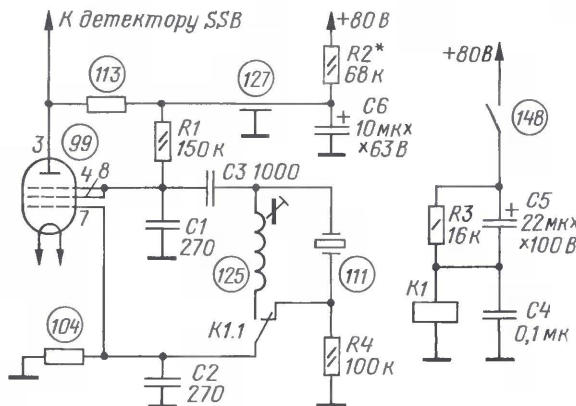 К детектору SSB
+80 В
R2*
68 к
+80В
113
127
148
C6
10 мк×
×63 В
3
99
R1
150 к
4
8
C3 1000
7
C5
22 мк×
×100 В
R3
16 к
C1
270
125
111
K1
104
K1.1
C4
0,1 мк
R4
100 к
C2
270